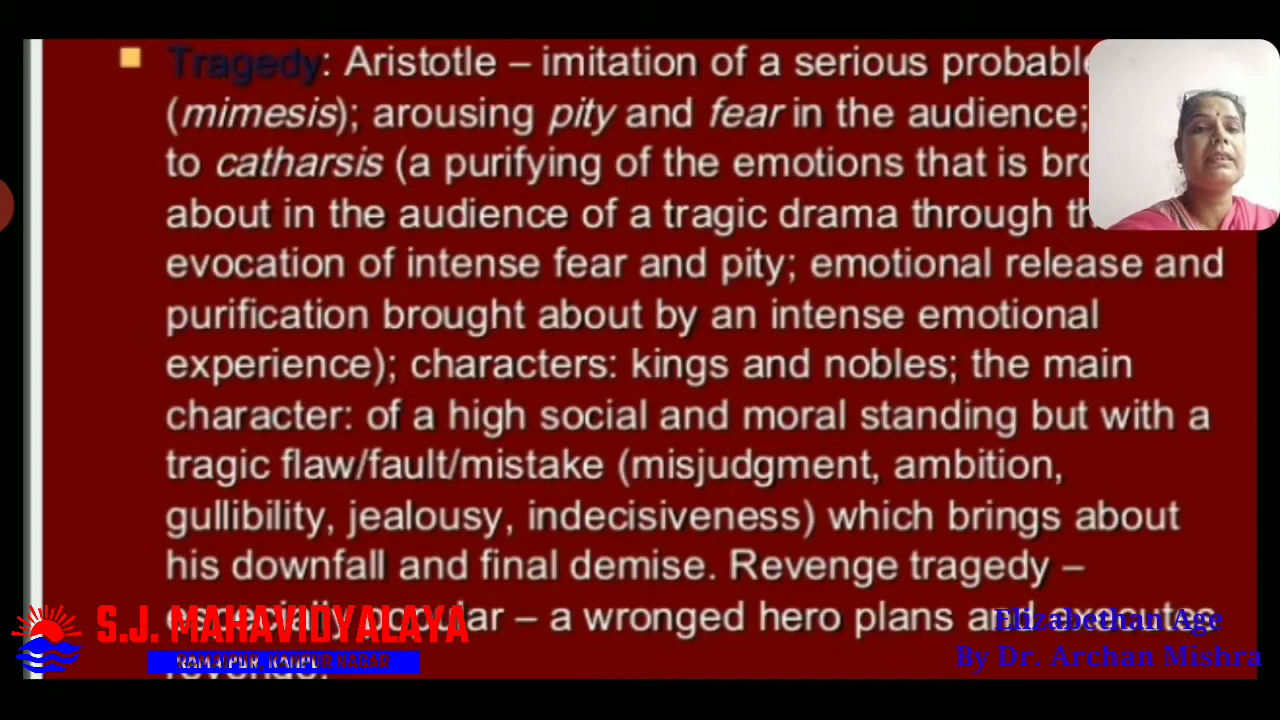 Tragedy: Aristotle – imitation of a serious probable
(mimesis); arousing pity and fear in the audience;
to catharsis (a purifying of the emotions that is
about in the audience of a tragic drama through
evocation of intense fear and pity; emotional release and
purification brought about by an intense emotional
experience); characters: kings and nobles; the main
character: of a high social and moral standing but with a
tragic flaw/fault/mistake (misjudgment, ambition,
gullibility, jealousy, indecisiveness) which brings about
his downfall and final demise. Revenge tragedy –
especially popular – a wronged hero plans and executes
revenge.
S.J. MAHAVIDYALAYA
Elizabethan Age
By Dr. Archan Mishra